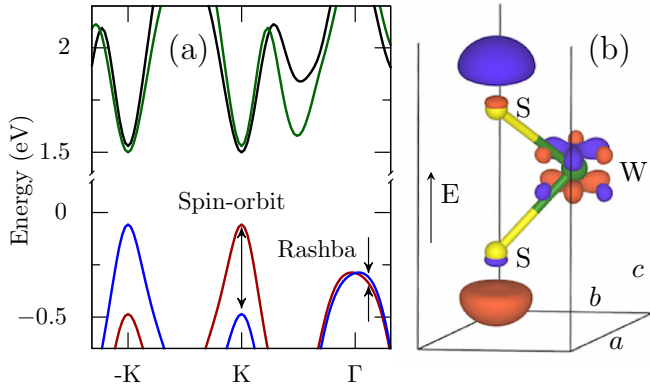 (a)
(b)
2
1.5
0
−0.5
Energy (eV)
Spin-orbit
Rashba
-K
K
Γ
S
W
E
S
c
b
a